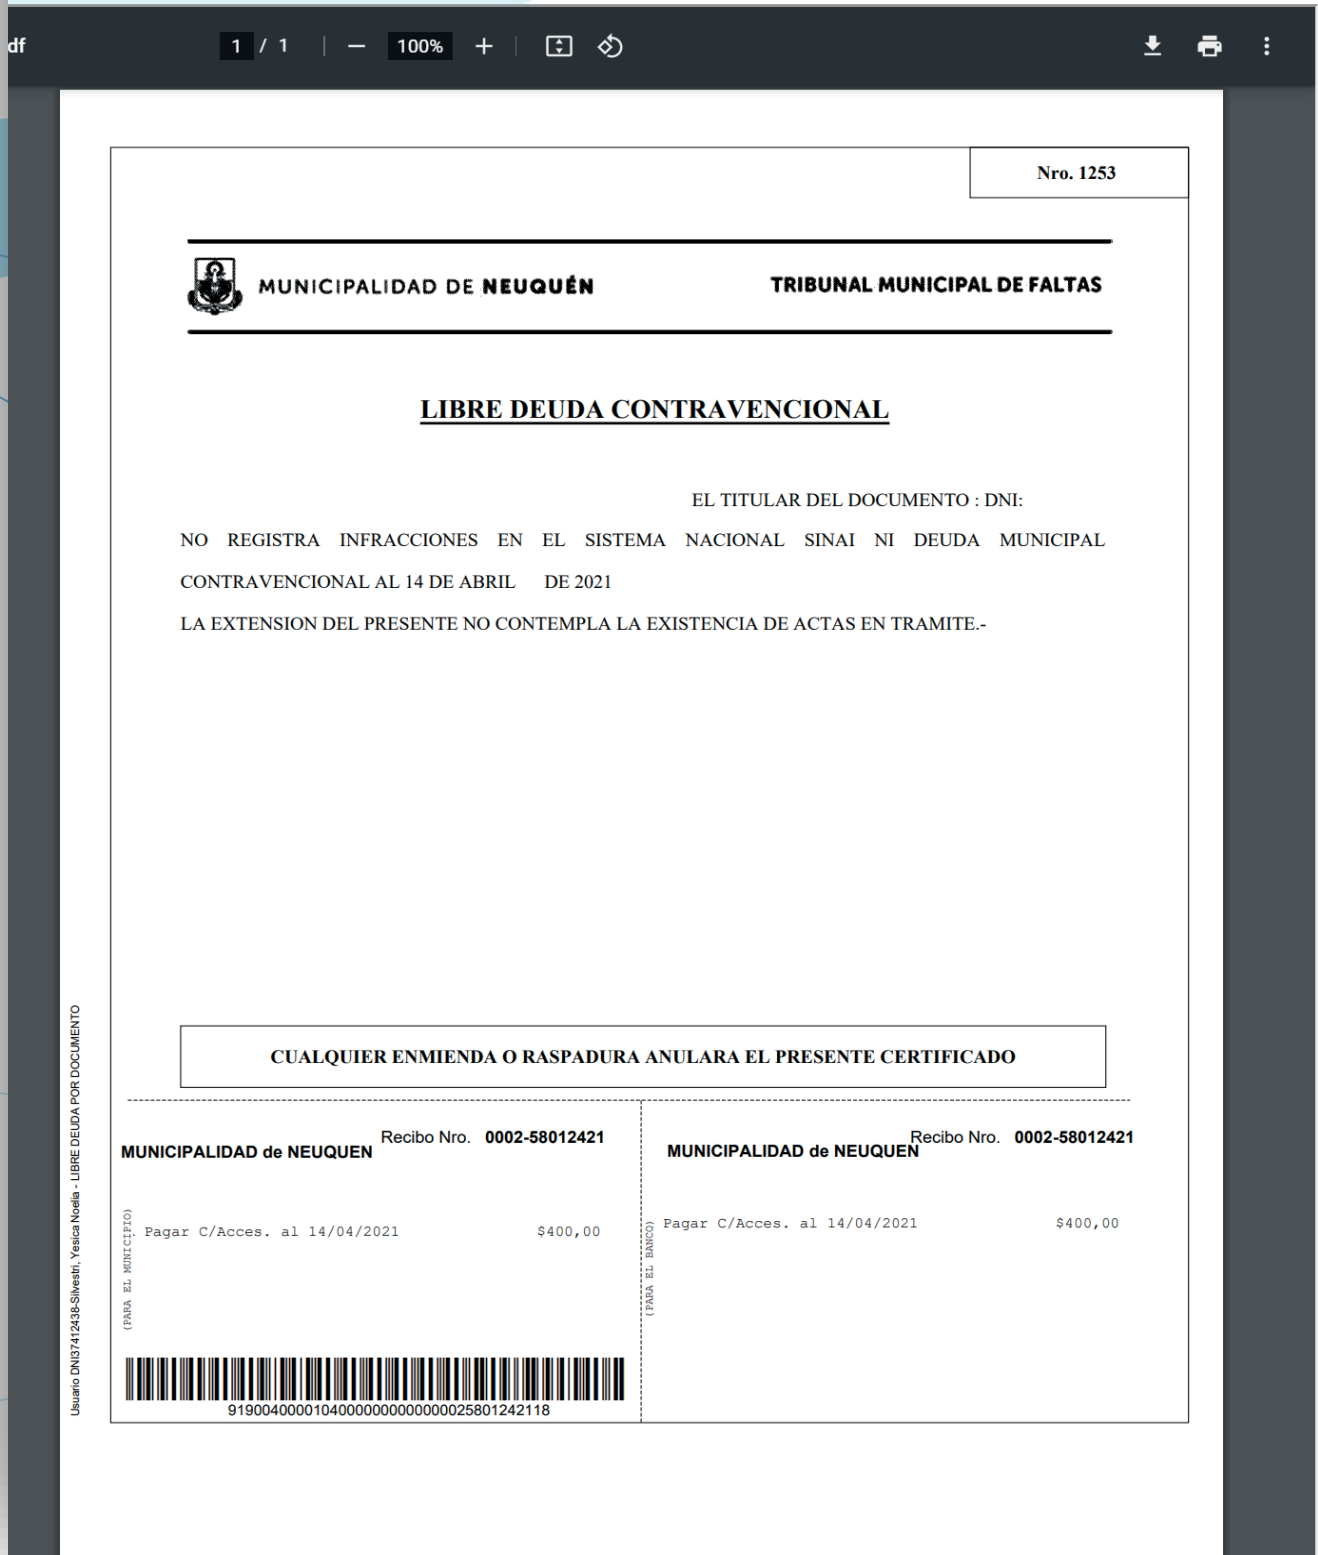 df
1 / 1 | — 100% + |
Nro. 1253
MUNICIPALIDAD DE NEUQUÉN TRIBUNAL MUNICIPAL DE FALTAS
LIBRE DEUDA CONTRAVENCIONAL
EL TITULAR DEL DOCUMENTO : DNI:
NO REGISTRA INFRACCIONES EN EL SISTEMA NACIONAL SINAI NI DEUDA MUNICIPAL
CONTRAVENCIONAL AL 14 DE ABRIL DE 2021
LA EXTENSION DEL PRESENTE NO CONTEMPLA LA EXISTENCIA DE ACTAS EN TRAMITE.-
CUALQUIER ENMIENDA O RASPADURA ANULARA EL PRESENTE CERTIFICADO
Usuario DNI37412438-Silvestri, Yesica Noelia - LIBRE DEUDA POR DOCUMENTO
MUNICIPALIDAD de NEUQUEN Recibo Nro. 0002-58012421
(PARA EL MUNICIPIO)
Pagar C/Acces. al 14/04/2021 $400,00
9190040000104000000000000025801242118
MUNICIPALIDAD de NEUQUEN Recibo Nro. 0002-58012421
(PARA EL BANCO)
Pagar C/Acces. al 14/04/2021 $400,00